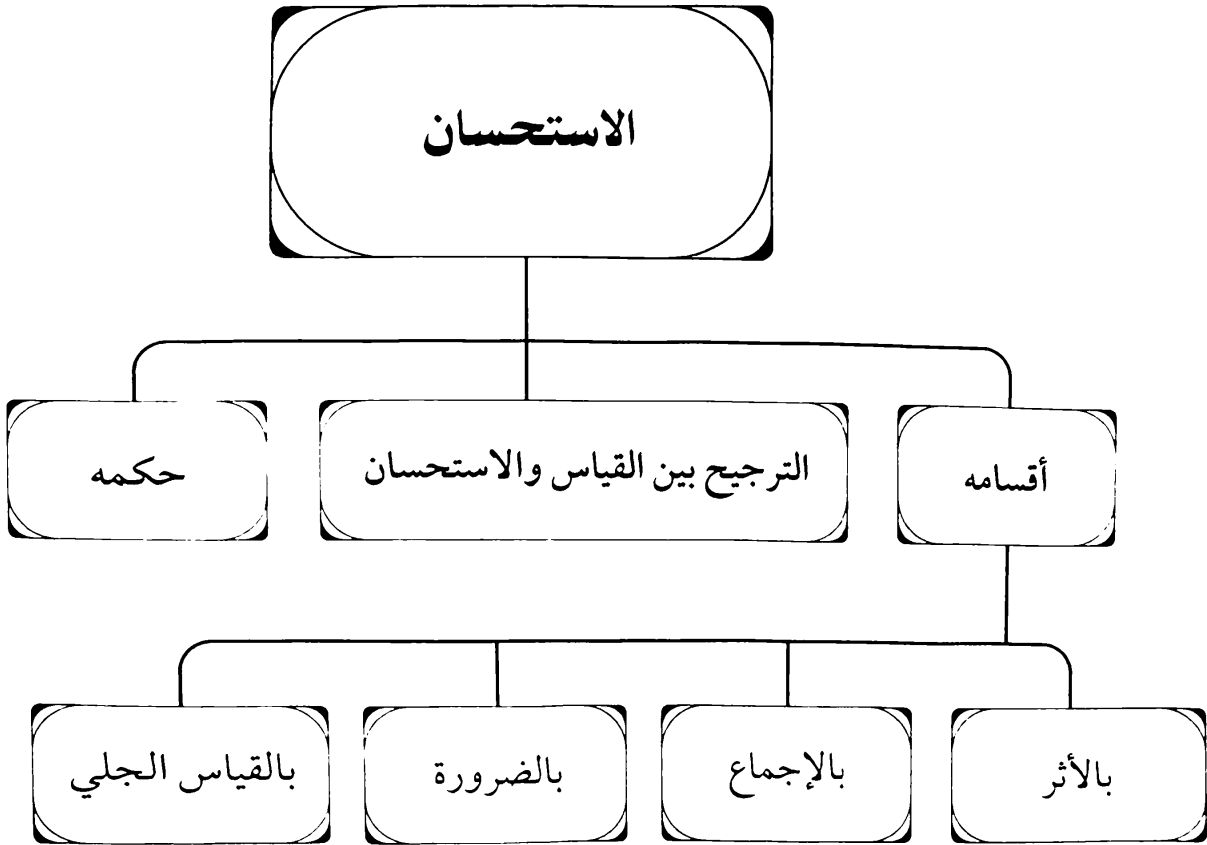 الاستحسان
أقسامه
الترجيح بين القياس والاستحسان
حكمه
بالأثر
بالإجماع
بالضرورة
بالقياس الجلي